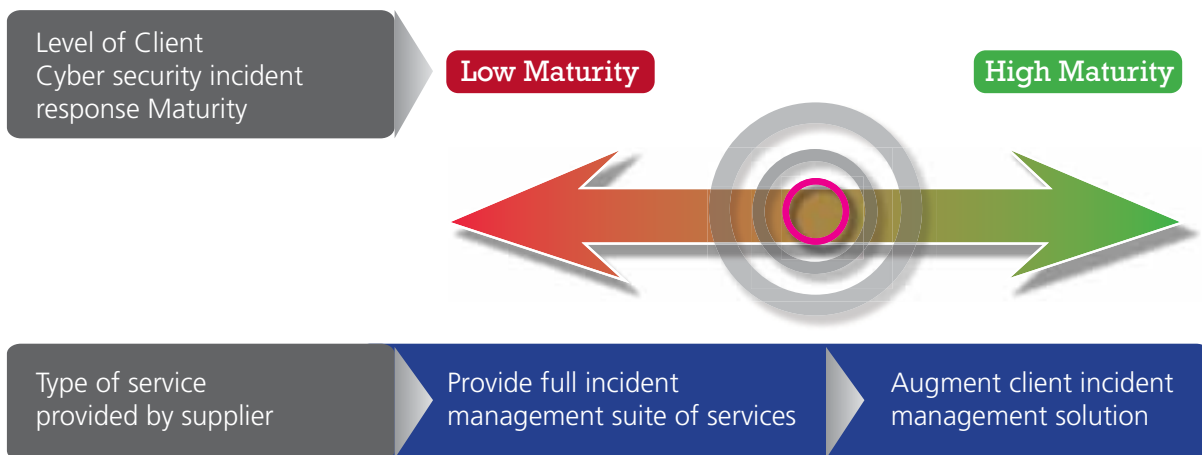 Level of Client
Cyber security incident
response Maturity
Low Maturity
High Maturity
Type of service
provided by supplier
Provide full incident
management suite of services
Augment client incident
management solution